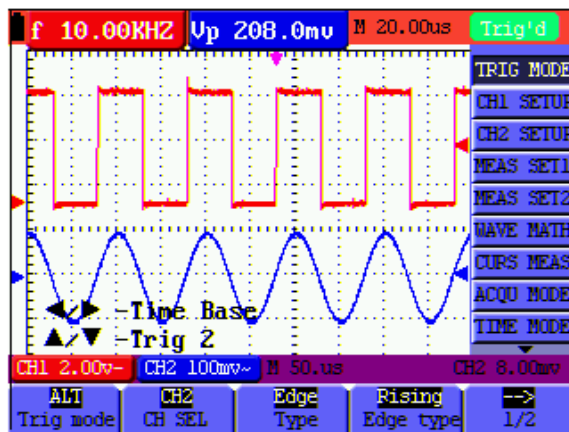 f 10.00KHZ Vp 208.0mv M 20.00us Trig'd
TRIG MODE
CH1 SETUP
CH2 SETUP
MEAS SET1
MEAS SET2
WAVE MATH
CURS MEAS
ACQU MODE
TIME MODE
◀/▶ -Time Base
▲/▼ -Trig 2
CH1 2.00v- CH2 100mv~ M 50.us CH2 8.00mv
ALT CH2 Edge Rising -->
Trig mode CH SEL Type Edge type 1/2